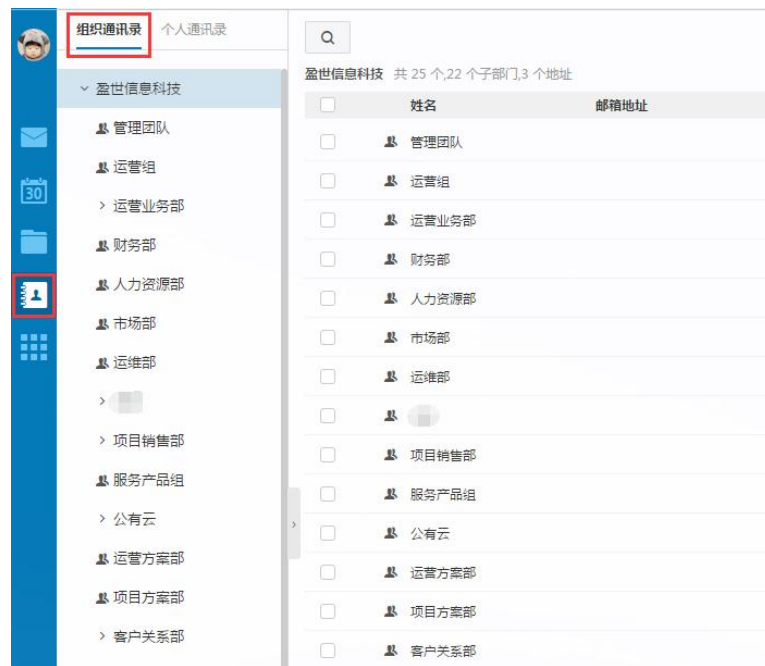 组织通讯录 个人通讯录
盈世信息科技
管理团队
运营组
运营业务部
财务部
人力资源部
市场部
运维部
项目销售部
服务产品组
公有云
运营方案部
项目方案部
客户关系部
30
盈世信息科技 共 25 个,22 个子部门,3 个地址
姓名 邮箱地址
管理团队
运营组
运营业务部
财务部
人力资源部
市场部
运维部
项目销售部
服务产品组
公有云
运营方案部
项目方案部
客户关系部